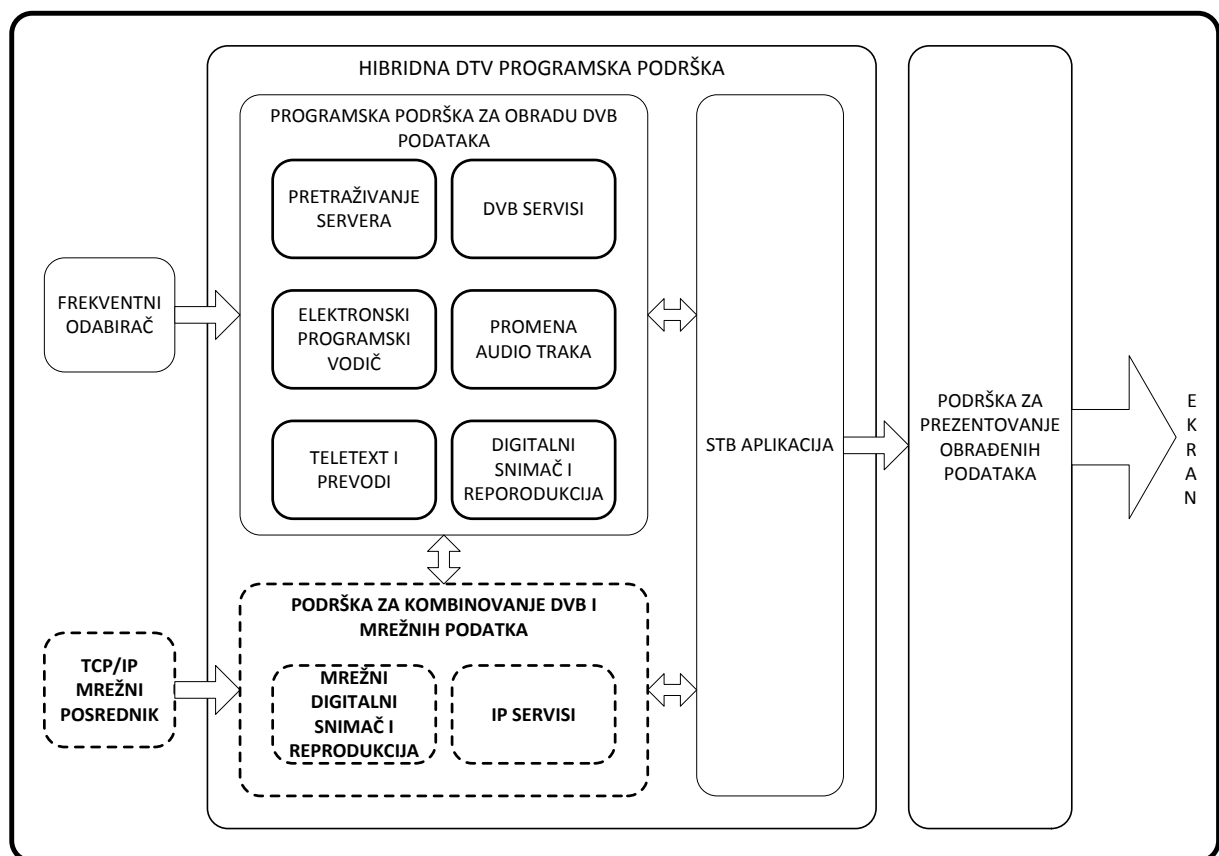 HIBRIDNA DTV PROGRAMSKA PODRŠKA
PROGRAMSKA PODRŠKA ZA OBRADU DVB
PODATAKA
PRETRAŽIVANJE
SERVERA
DVB SERVISI
FREKVENTNI
ODABIRAČ
ELEKTRONSKI
PROGRAMSKI
VODIČ
PROMENA
AUDIO TRAKA
TELETEXT I
PREVODI
DIGITALNI
SNIMAČ I
REPORODUKCIJA
STB APLIKACIJA
PODRŠKA ZA
PREZENTOVANJE
OBRAĐENIH
PODATAKA
E
K
R
A
N
PODRŠKA ZA KOMBINOVANJE DVB I
MREŽNIH PODATKA
TCP/IP
MREŽNI
POSREDNIK
MREŽNI
DIGITALNI
SNIMAČ I
REPRODUKCIJA
IP SERVISI